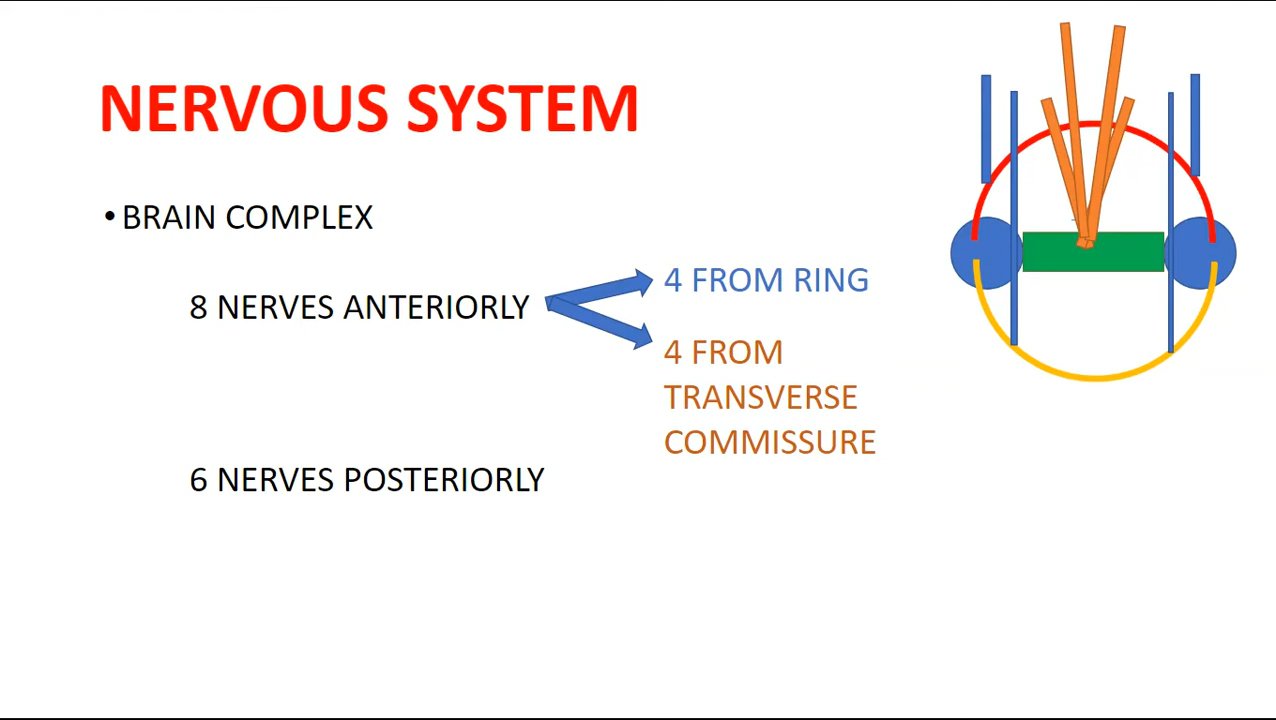 NERVOUS SYSTEM
• BRAIN COMPLEX
8 NERVES ANTERIORLY
4 FROM RING
4 FROM
TRANSVERSE
COMMISSURE
6 NERVES POSTERIORLY